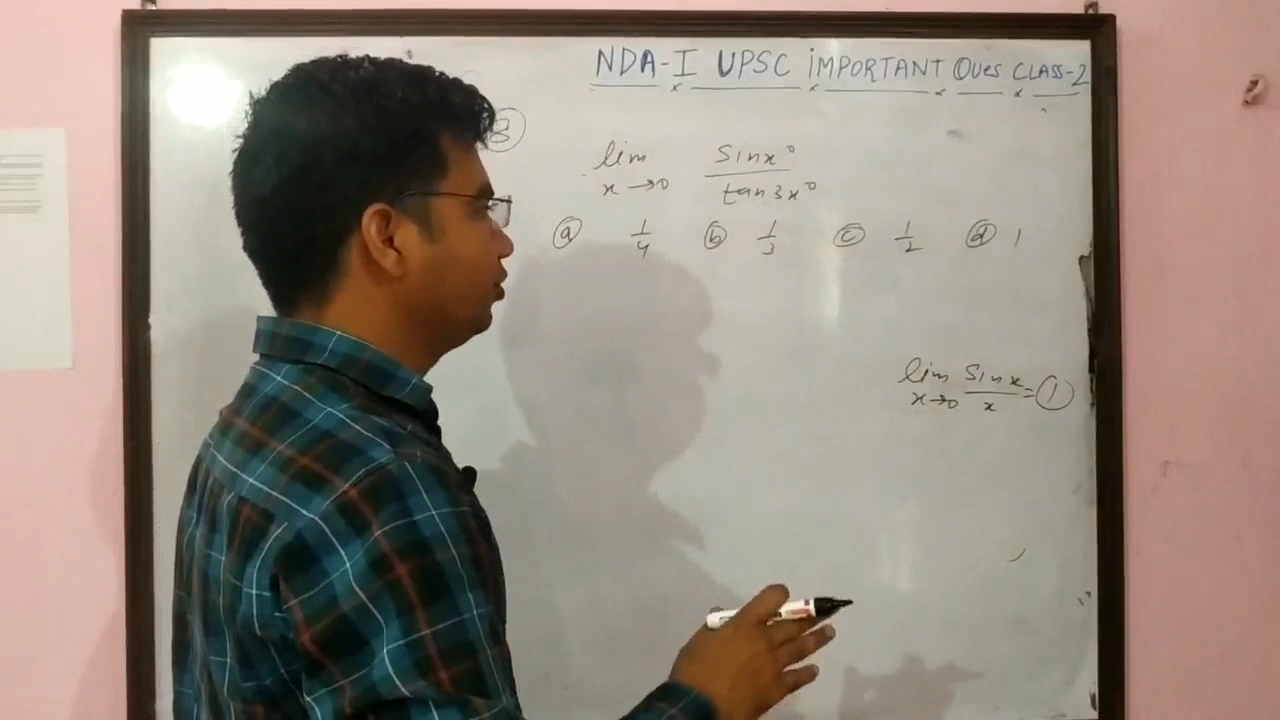 NDA-I UPSC iMPORTANT Ques CLASS-2
3
lim sinx°
x→0 tan3x°
a 1/4 b 1/3 c 1/2 d 1
lim sinx = 1
x→0 x